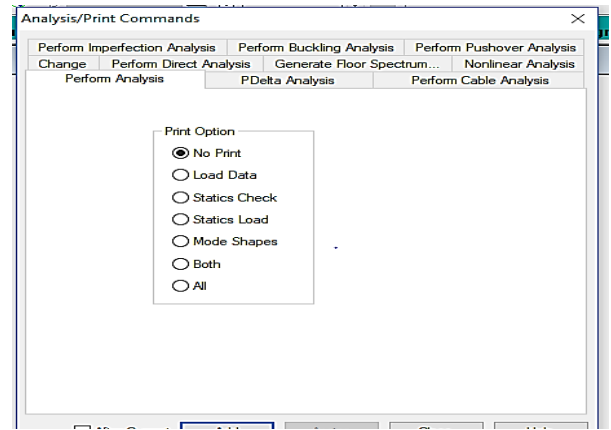 Analysis/Print Commands
Perform Imperfection Analysis Perform Buckling Analysis Perform Pushover Analysis
Change Perform Direct Analysis Generate Floor Spectrum... Nonlinear Analysis
Perform Analysis PDelta Analysis Perform Cable Analysis
Print Option
No Print
Load Data
Statics Check
Statics Load
Mode Shapes
Both
All